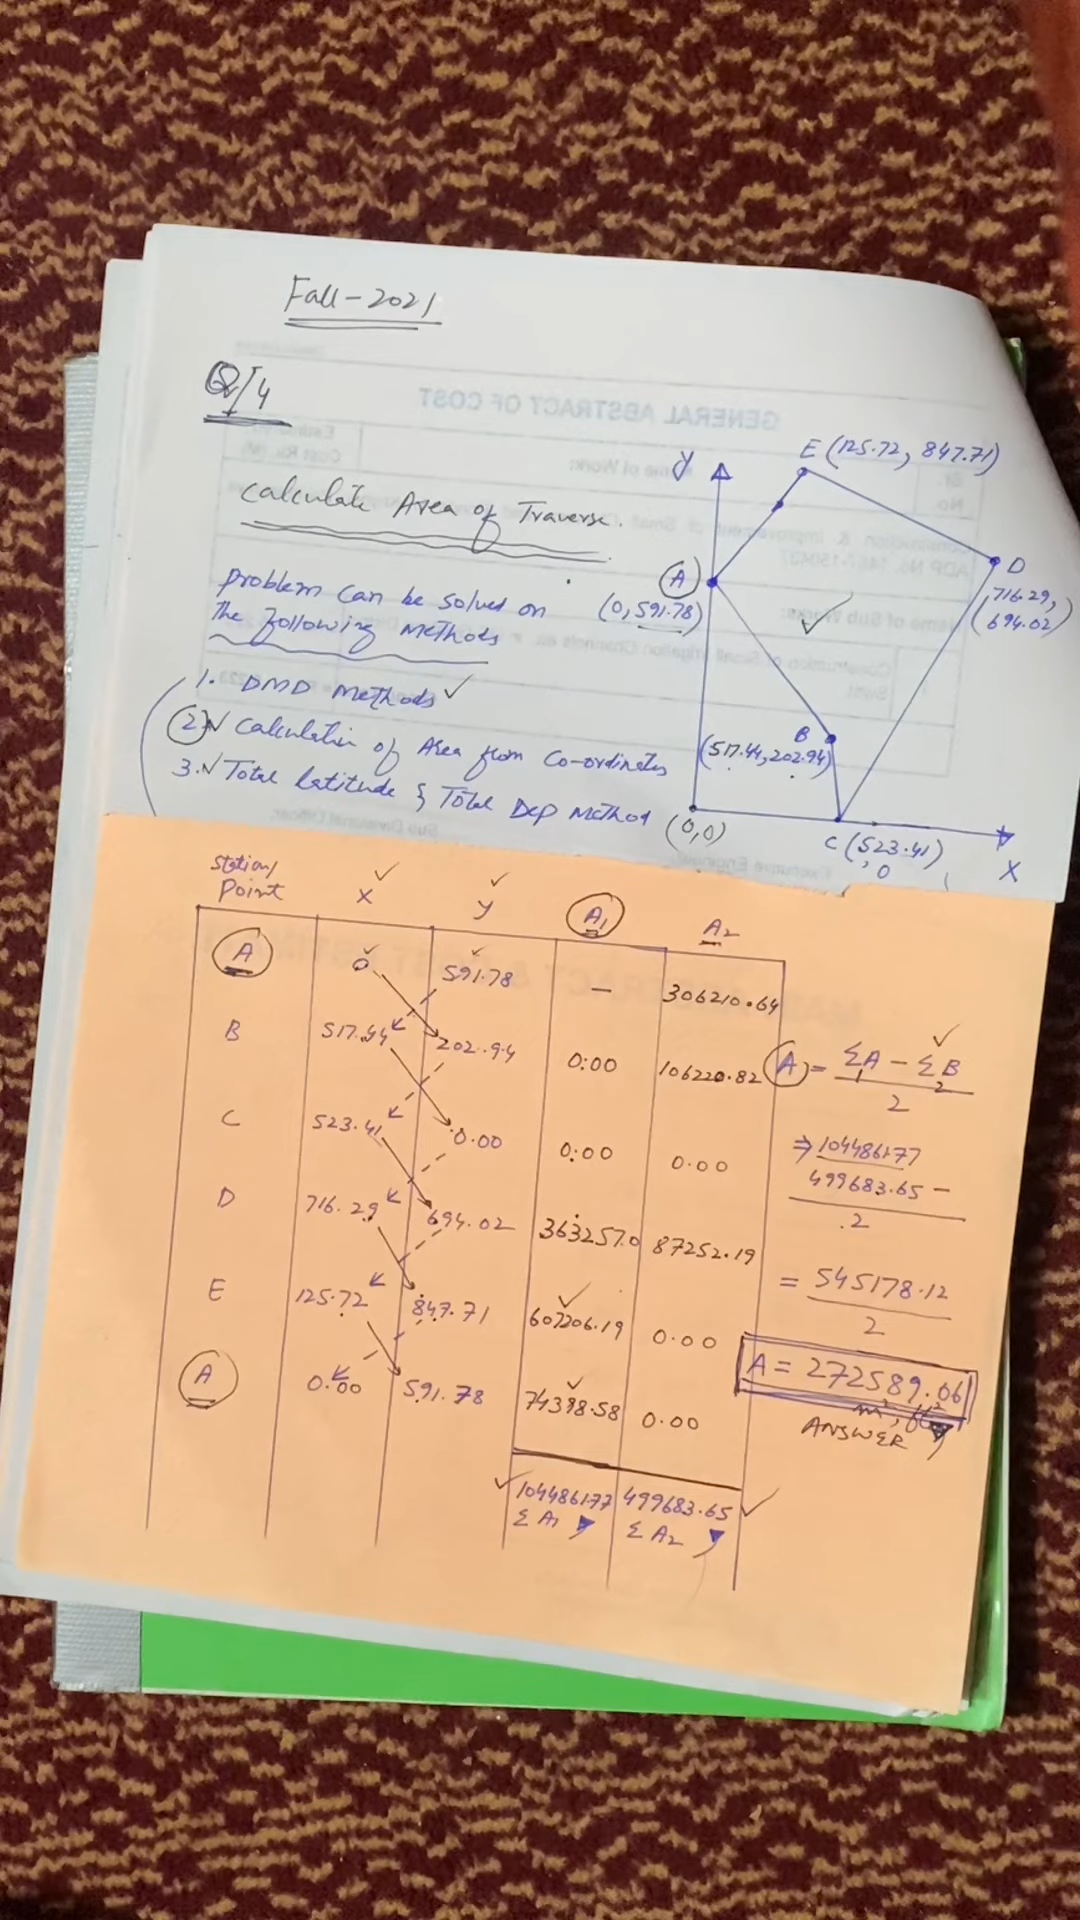 Fall-2021
Q/4
Calculate Area of Traverse.
problem can be solved on
the following Methods
1. DMD Methods ✓
2 ✓ Calculation of Area from Co-ordinates
3. ✓ Total Latitude & Total Dep Method
GENERAL ABSTRACT OF COST
y
E (125.72, 847.71)
A
(0, 591.78)
D
(716.29,
694.02)
B
(517.44, 202.94)
(0,0)
C (523.41
, 0)
X
Station/
Point
x
y
A1
A2
A 0 591.78 — 306210.64
B 517.44 202.94 0:00 106220.82
C 523.41 0.00 0:00 0.00
D 716.29 694.02 363257.0 87252.19
E 125.72 847.71 607206.19 0.00
A 0.00 591.78 74398.58 0.00
1044861.77 499683.65
ΣA1 ΣA2
A = ΣA1 - ΣB2
2
⇒ 1044861.77
499683.65 -
2
= 545178.12
2
A = 272589.06
ANSWER